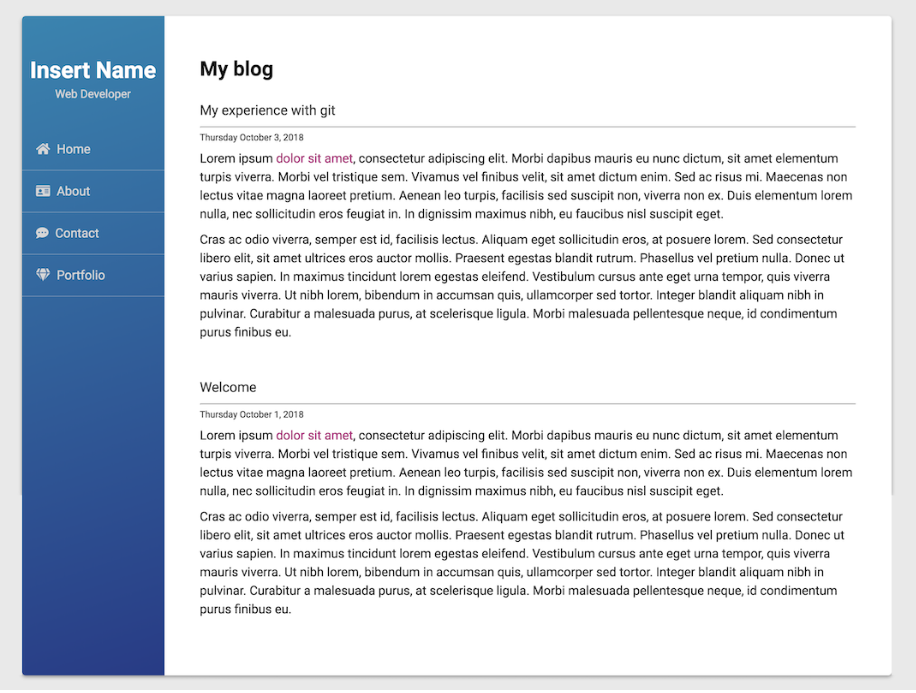 Insert Name
Web Developer
Home
About
Contact
Portfolio
My blog
My experience with git
Thursday October 3, 2018
Lorem ipsum dolor sit amet, consectetur adipiscing elit. Morbi dapibus mauris eu nunc dictum, sit amet elementum
turpis viverra. Morbi vel tristique sem. Vivamus vel finibus velit, sit amet dictum enim. Sed ac risus mi. Maecenas non
lectus vitae magna laoreet pretium. Aenean leo turpis, facilisis sed suscipit non, viverra non ex. Duis elementum lorem
nulla, nec sollicitudin eros feugiat in. In dignissim maximus nibh, eu faucibus nisl suscipit eget.
Cras ac odio viverra, semper est id, facilisis lectus. Aliquam eget sollicitudin eros, at posuere lorem. Sed consectetur
libero elit, sit amet ultrices eros auctor mollis. Praesent egestas blandit rutrum. Phasellus vel pretium nulla. Donec ut
varius sapien. In maximus tincidunt lorem egestas eleifend. Vestibulum cursus ante eget urna tempor, quis viverra
mauris viverra. Ut nibh lorem, bibendum in accumsan quis, ullamcorper sed tortor. Integer blandit aliquam nibh in
pulvinar. Curabitur a malesuada purus, at scelerisque ligula. Morbi malesuada pellentesque neque, id condimentum
purus finibus eu.
Welcome
Thursday October 1, 2018
Lorem ipsum dolor sit amet, consectetur adipiscing elit. Morbi dapibus mauris eu nunc dictum, sit amet elementum
turpis viverra. Morbi vel tristique sem. Vivamus vel finibus velit, sit amet dictum enim. Sed ac risus mi. Maecenas non
lectus vitae magna laoreet pretium. Aenean leo turpis, facilisis sed suscipit non, viverra non ex. Duis elementum lorem
nulla, nec sollicitudin eros feugiat in. In dignissim maximus nibh, eu faucibus nisl suscipit eget.
Cras ac odio viverra, semper est id, facilisis lectus. Aliquam eget sollicitudin eros, at posuere lorem. Sed consectetur
libero elit, sit amet ultrices eros auctor mollis. Praesent egestas blandit rutrum. Phasellus vel pretium nulla. Donec ut
varius sapien. In maximus tincidunt lorem egestas eleifend. Vestibulum cursus ante eget urna tempor, quis viverra
mauris viverra. Ut nibh lorem, bibendum in accumsan quis, ullamcorper sed tortor. Integer blandit aliquam nibh in
pulvinar. Curabitur a malesuada purus, at scelerisque ligula. Morbi malesuada pellentesque neque, id condimentum
purus finibus eu.